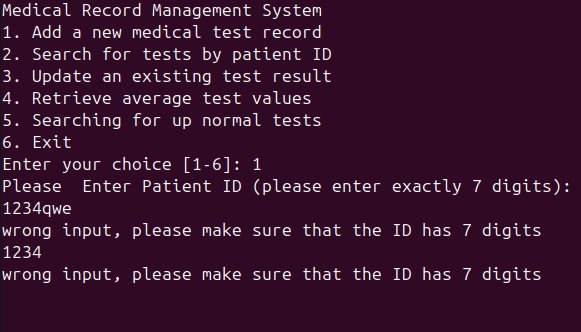 Medical Record Management System
1. Add a new medical test record
2. Search for tests by patient ID
3. Update an existing test result
4. Retrieve average test values
5. Searching for up normal tests
6. Exit
Enter your choice [1-6]: 1
Please  Enter Patient ID (please enter exactly 7 digits):
1234qwe
wrong input, please make sure that the ID has 7 digits
1234
wrong input, please make sure that the ID has 7 digits